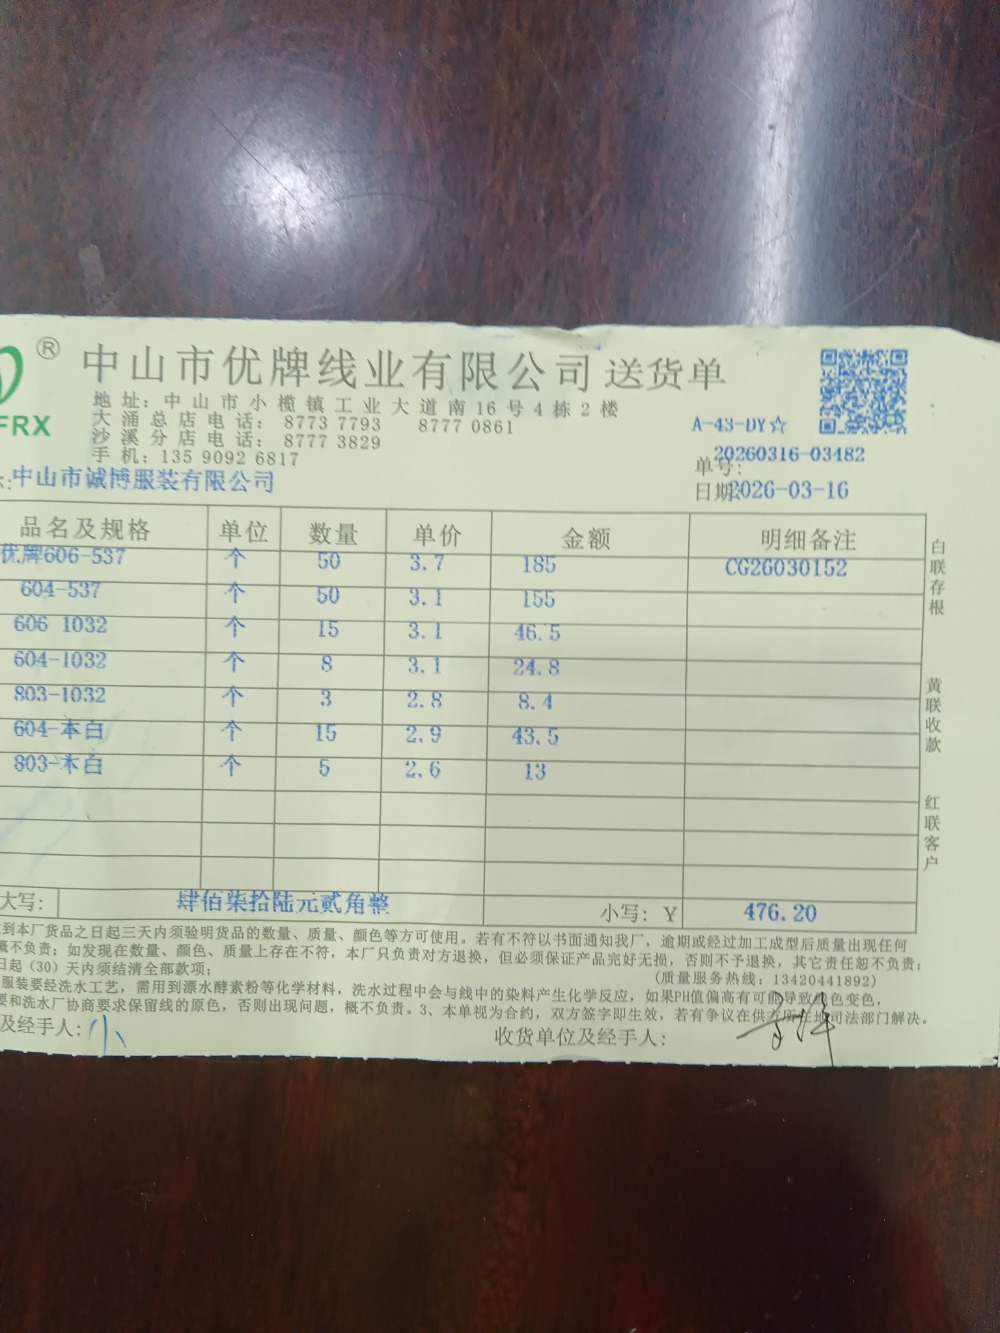 ® 中山市优牌线业有限公司 送货单
FRX
地址：中山市小榄镇工业大道南16号4栋2楼
大涌总店电话：8773 7793 8777 0861
沙溪分店电话：8777 3829
手机：135 9092 6817
A-43-DY☆
单号：20260316-03482
日期：2026-03-16
：中山市诚博服装有限公司
品名及规格 单位 数量 单价 金额 明细备注
优牌606-537 个 50 3.7 185 CG26030152
604-537 个 50 3.1 155
606 1032 个 15 3.1 46.5
604-1032 个 8 3.1 24.8
803-1032 个 3 2.8 8.4
604-本白 个 15 2.9 43.5
803-本白 个 5 2.6 13
大写： 肆佰柒拾陆元贰角整 小写：Y 476.20
白联存根
黄联收款
红联客户
到本厂货品之日起三天内须验明货品的数量、质量、颜色等方可使用。若有不符以书面通知我厂，逾期或经过加工成型后质量出现任何
概不负责；如发现在数量、颜色、质量上存在不符，本厂只负责对方退换，但必须保证产品完好无损，否则不予退换，其它责任恕不负责；
日起（30）天内须结清全部款项； （质量服务热线：13420441892）
服装要经洗水工艺，需用到漂水酵素粉等化学材料，洗水过程中会与线中的染料产生化学反应，如果PH值偏高有可能导致颜色变色，
要和洗水厂协商要求保留线的原色，否则出现问题，概不负责。3、本单视为合约，双方签字即生效，若有争议在供方所在地司法部门解决。
及经手人： 小 收货单位及经手人：